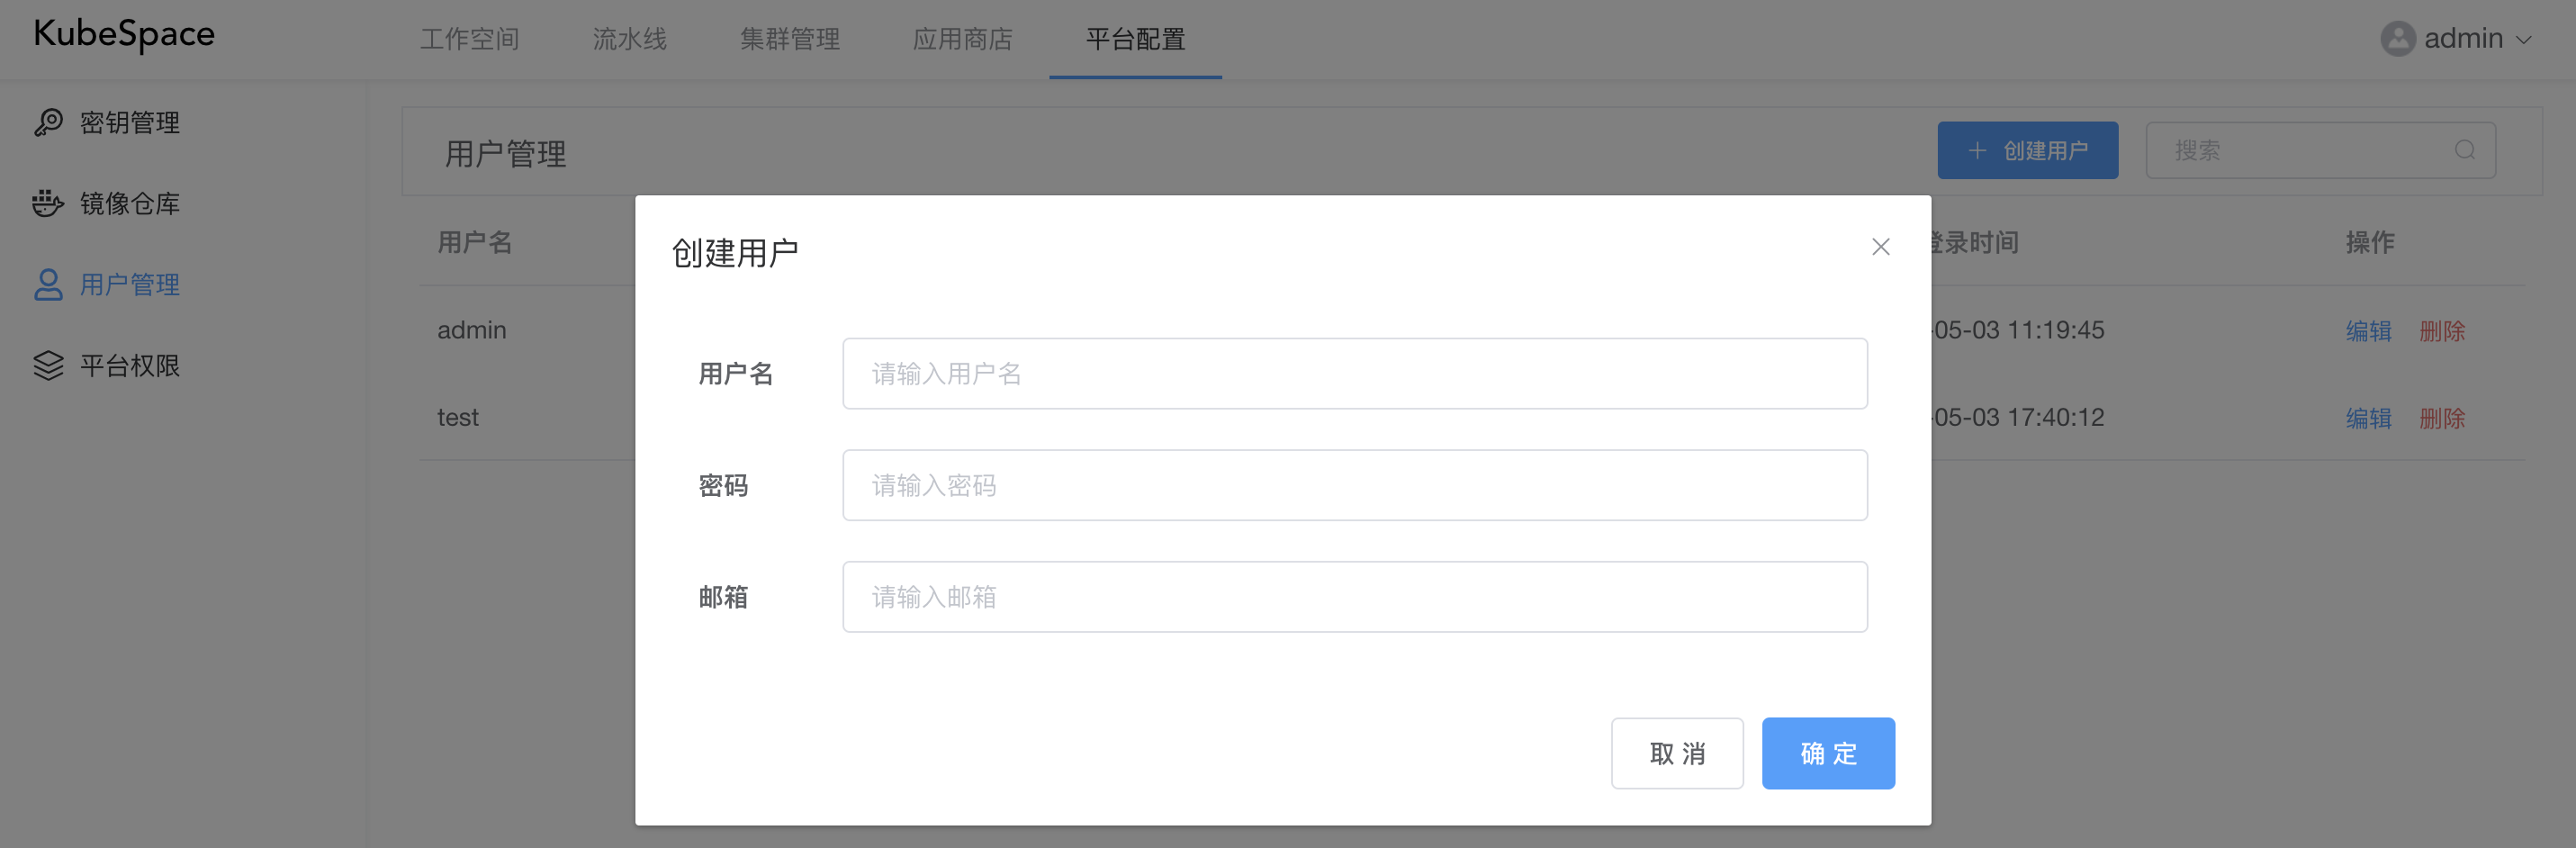 KubeSpace
工作空间 流水线 集群管理 应用商店 平台配置 admin
密钥管理
镜像仓库
用户管理
平台权限
用户管理 + 创建用户 搜索
用户名 登录时间 操作
admin -05-03 11:19:45 编辑 删除
test -05-03 17:40:12 编辑 删除
创建用户
用户名 请输入用户名
密码 请输入密码
邮箱 请输入邮箱
取 消 确 定